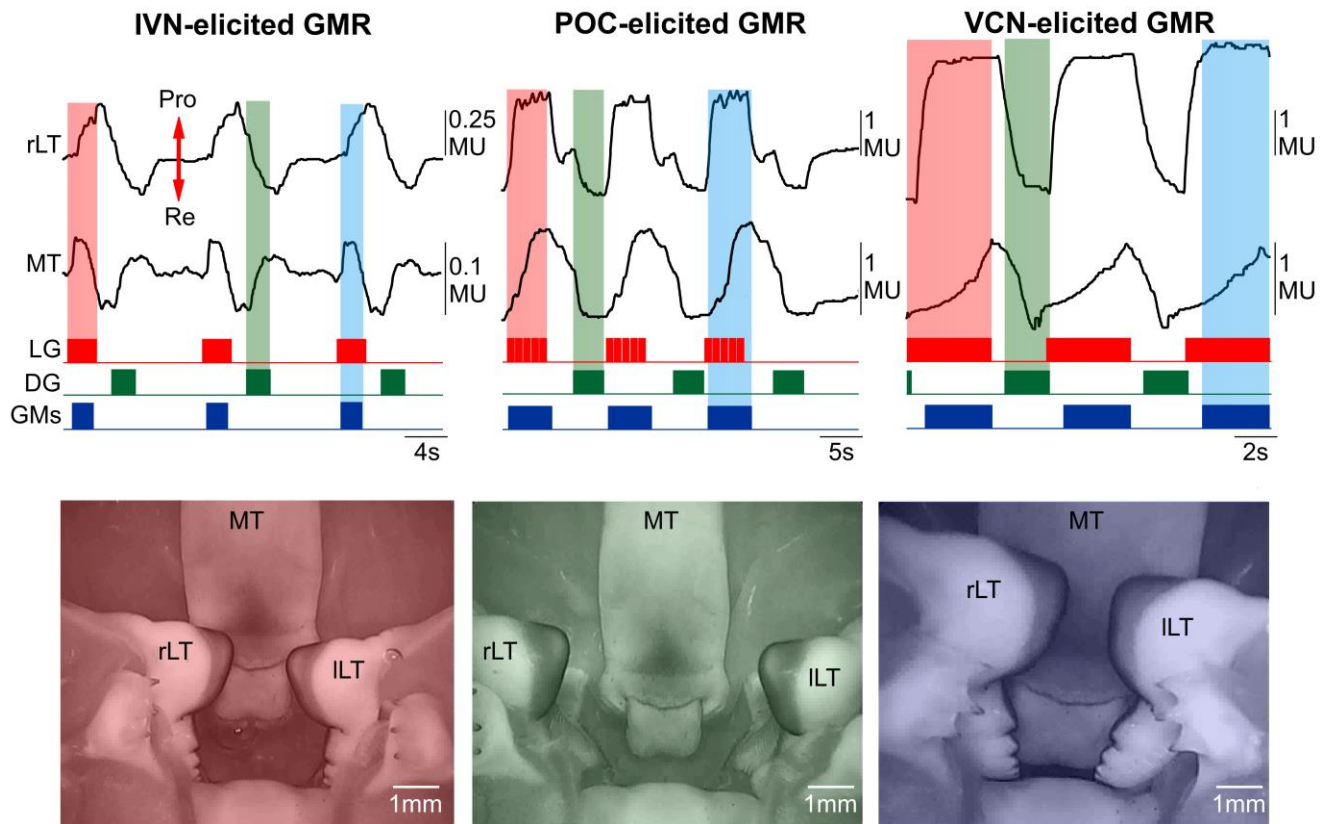 IVN-elicited GMR
POC-elicited GMR
VCN-elicited GMR
Pro
rLT
Re
0.25
MU
1
MU
1
MU
MT
0.1
MU
1
MU
1
MU
LG
DG
GMs
4s
5s
2s
MT
rLT
lLT
1mm
MT
rLT
lLT
1mm
MT
rLT
lLT
1mm